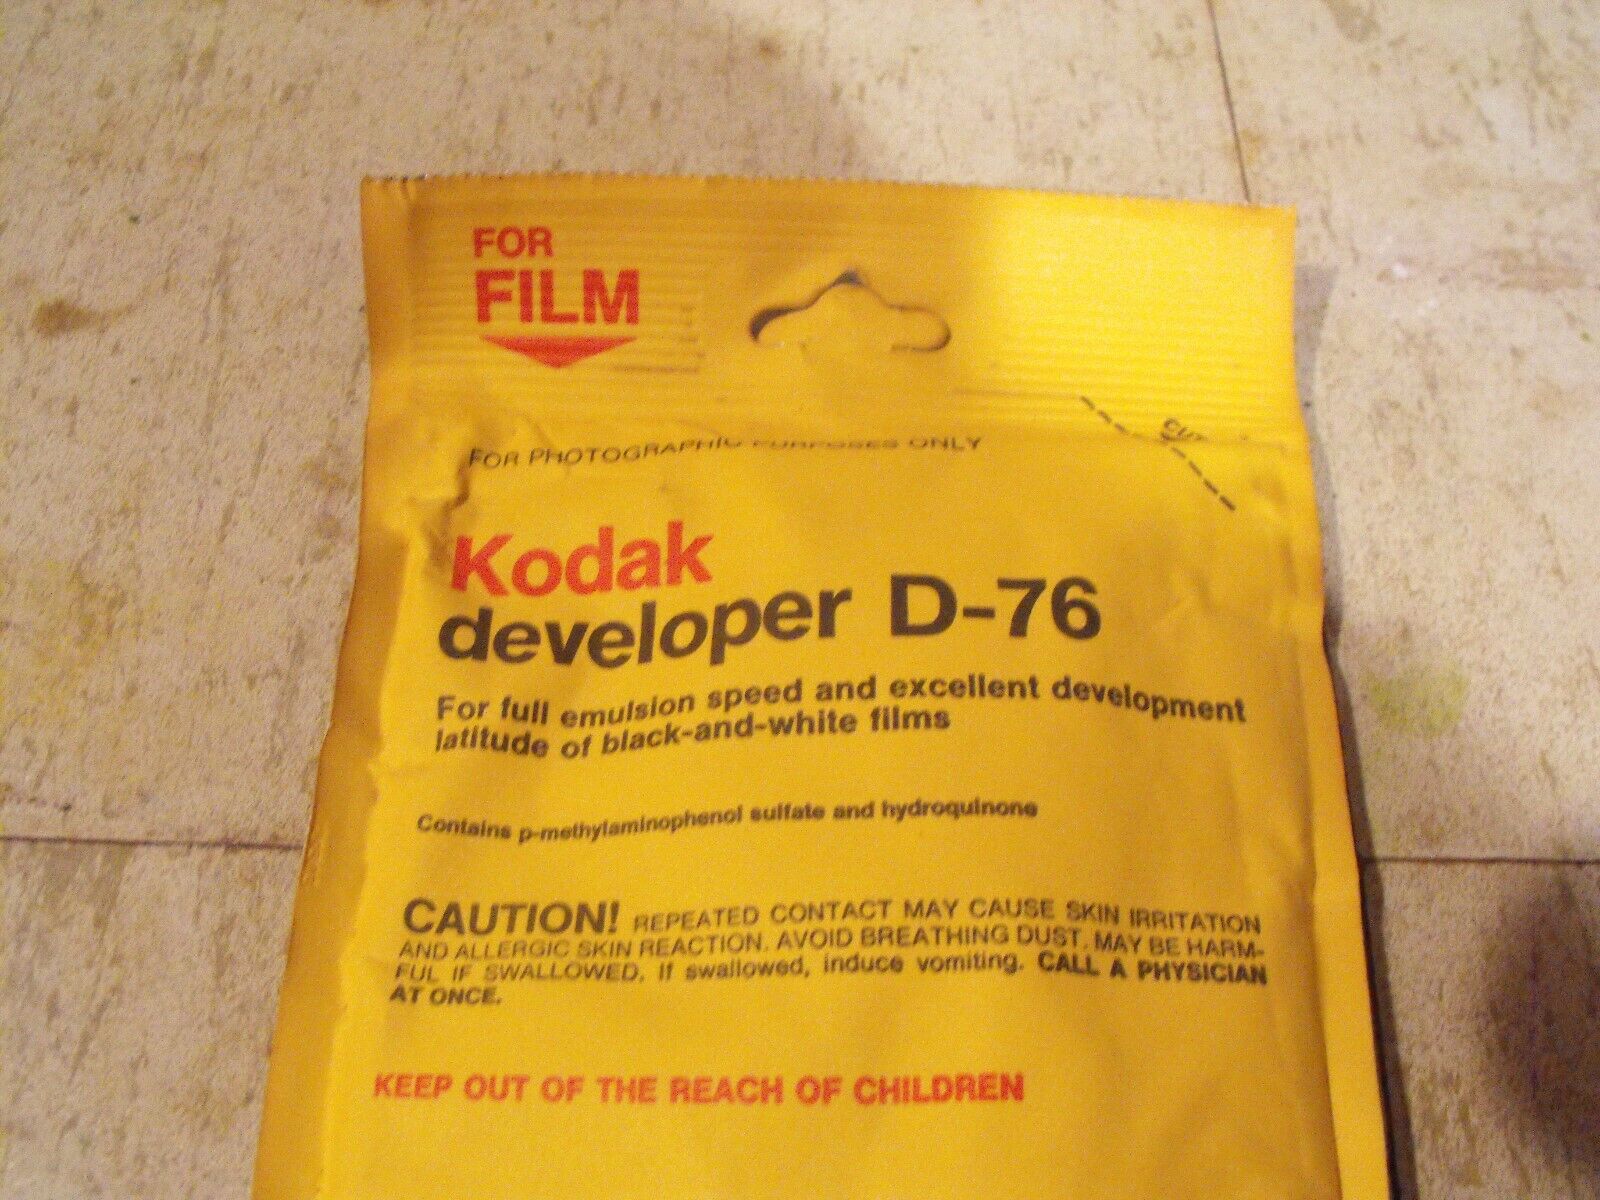 FOR
FILM
CUT
FOR PHOTOGRAPHIC PURPOSES ONLY
Kodak
developer D-76
For full emulsion speed and excellent development
latitude of black-and-white films
Contains p-methylaminophenol sulfate and hydroquinone
CAUTION! REPEATED CONTACT MAY CAUSE SKIN IRRITATION
AND ALLERGIC SKIN REACTION. AVOID BREATHING DUST. MAY BE HARM-
FUL IF SWALLOWED. If swallowed, induce vomiting. CALL A PHYSICIAN
AT ONCE.
KEEP OUT OF THE REACH OF CHILDREN